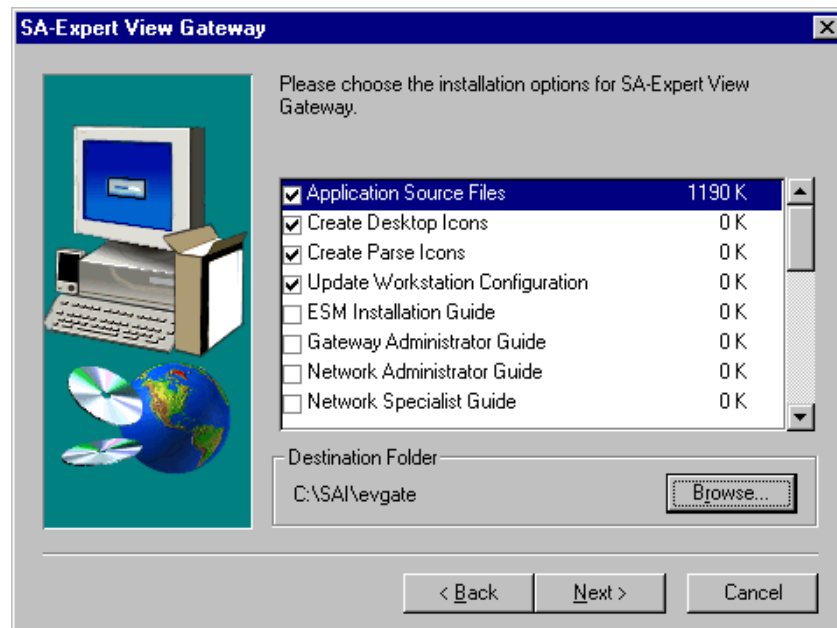 SA-Expert View Gateway
Please choose the installation options for SA-Expert View
Gateway.
Application Source Files 1190 K
Create Desktop Icons 0 K
Create Parse Icons 0 K
Update Workstation Configuration 0 K
ESM Installation Guide 0 K
Gateway Administrator Guide 0 K
Network Administrator Guide 0 K
Network Specialist Guide 0 K
Destination Folder
C:\SAI\evgate
Browse...
< Back
Next >
Cancel